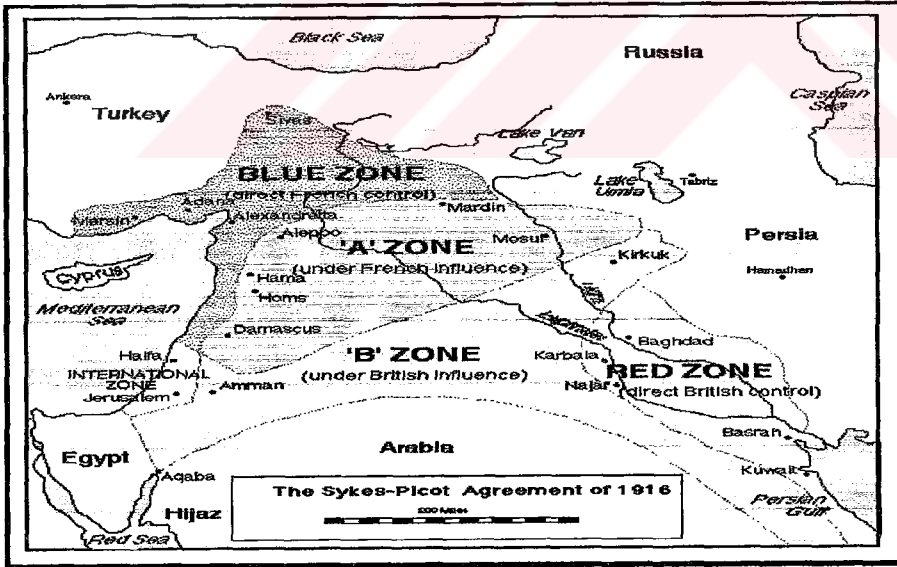 Black Sea
Russia
Ankara
Turkey
Caspian
Sea
Sivas
Lake Van
BLUE ZONE
(direct French control)
Lake
Urmia
Tabriz
Adana
Mardin
Mersin
Alexandretta
Aleppo
'A' ZONE
(under French influence)
Mosul
Persia
Kirkuk
Hamadhan
Cyprus
Hama
Homs
Mediterranean
Sea
Damascus
Baghdad
Haifa
'B' ZONE
(under British influence)
Karbala
RED ZONE
(direct British control)
INTERNATIONAL
ZONE
Jerusalem
Amman
Najaf
Basrah
Egypt
Arabia
Kuwait
Aqaba
The Sykes-Picot Agreement of 1916
200 Miles
Persian
Gulf
Hijaz
Red Sea